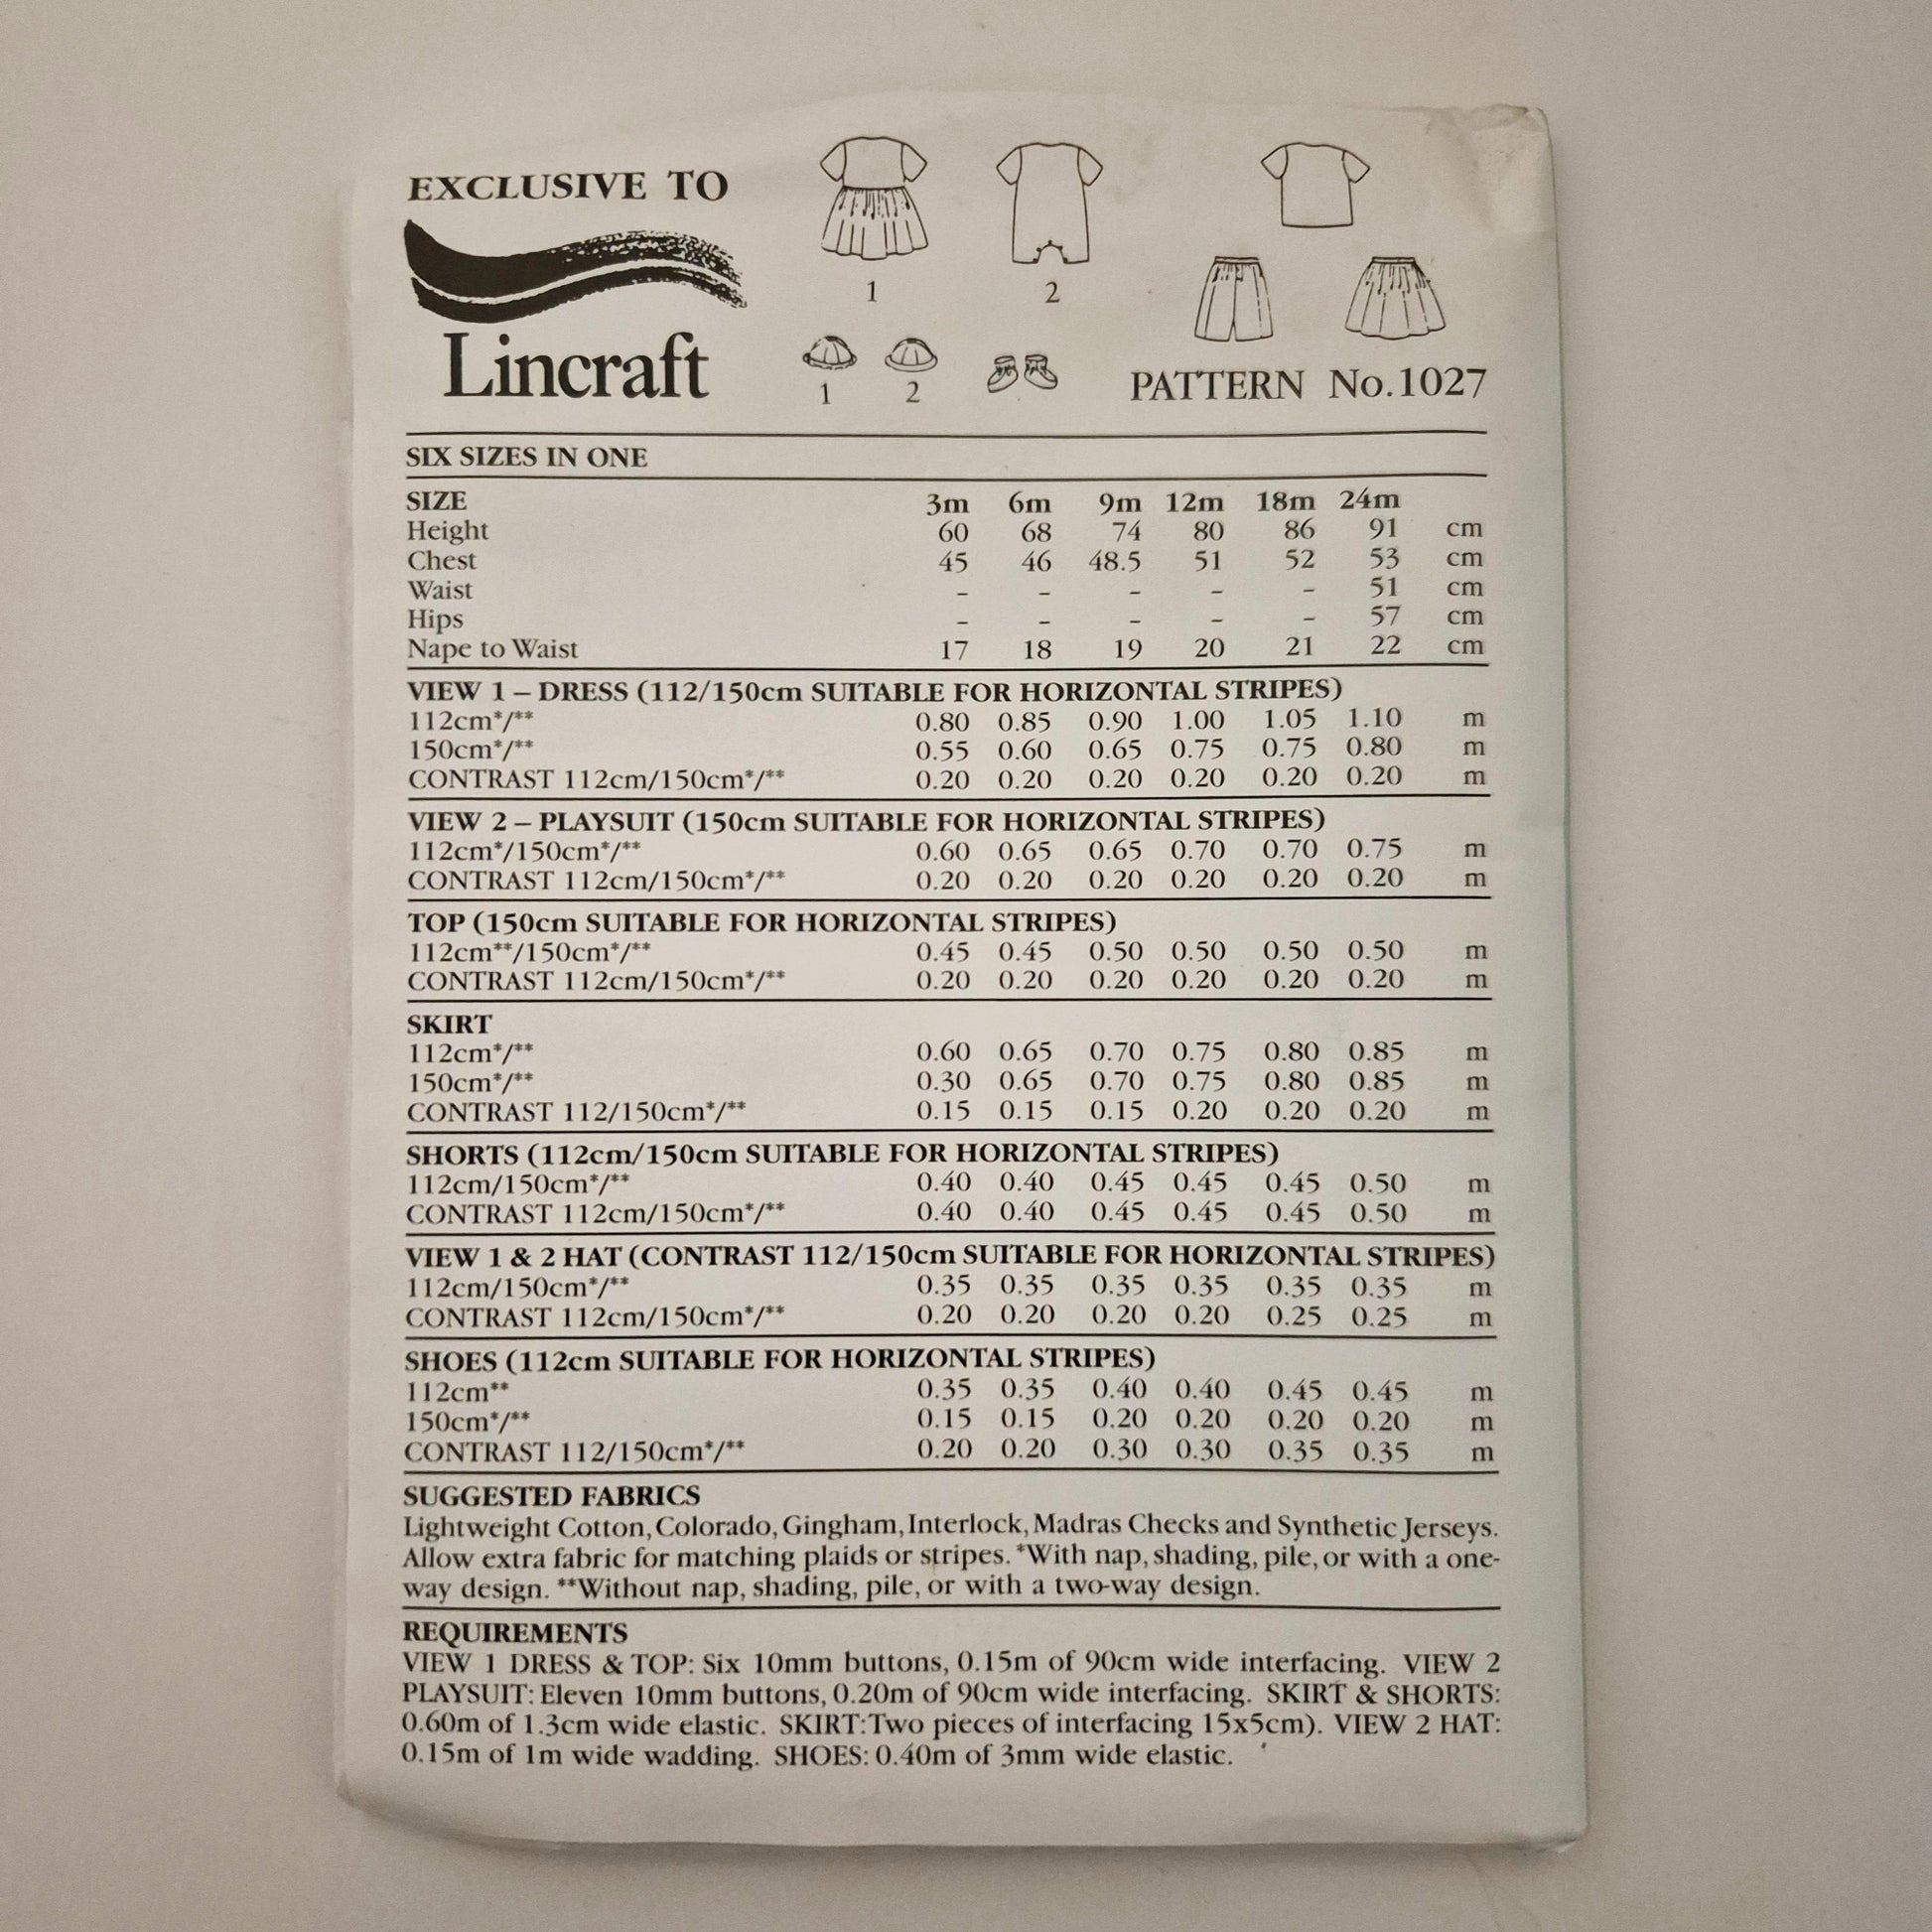 EXCLUSIVE TO
Lincraft
1
2
1
2
PATTERN No.1027
SIX SIZES IN ONE
SIZE 3m 6m 9m 12m 18m 24m
Height 60 68 74 80 86 91 cm
Chest 45 46 48.5 51 52 53 cm
Waist – – – – – 51 cm
Hips – – – – – 57 cm
Nape to Waist 17 18 19 20 21 22 cm
VIEW 1 – DRESS (112/150cm SUITABLE FOR HORIZONTAL STRIPES)
112cm*/** 0.80 0.85 0.90 1.00 1.05 1.10 m
150cm*/** 0.55 0.60 0.65 0.75 0.75 0.80 m
CONTRAST 112cm/150cm*/** 0.20 0.20 0.20 0.20 0.20 0.20 m
VIEW 2 – PLAYSUIT (150cm SUITABLE FOR HORIZONTAL STRIPES)
112cm*/150cm*/** 0.60 0.65 0.65 0.70 0.70 0.75 m
CONTRAST 112cm/150cm*/** 0.20 0.20 0.20 0.20 0.20 0.20 m
TOP (150cm SUITABLE FOR HORIZONTAL STRIPES)
112cm**/150cm*/** 0.45 0.45 0.50 0.50 0.50 0.50 m
CONTRAST 112cm/150cm*/** 0.20 0.20 0.20 0.20 0.20 0.20 m
SKIRT
112cm*/** 0.60 0.65 0.70 0.75 0.80 0.85 m
150cm*/** 0.30 0.65 0.70 0.75 0.80 0.85 m
CONTRAST 112/150cm*/** 0.15 0.15 0.15 0.20 0.20 0.20 m
SHORTS (112cm/150cm SUITABLE FOR HORIZONTAL STRIPES)
112cm/150cm*/** 0.40 0.40 0.45 0.45 0.45 0.50 m
CONTRAST 112cm/150cm*/** 0.40 0.40 0.45 0.45 0.45 0.50 m
VIEW 1 & 2 HAT (CONTRAST 112/150cm SUITABLE FOR HORIZONTAL STRIPES)
112cm/150cm*/** 0.35 0.35 0.35 0.35 0.35 0.35 m
CONTRAST 112cm/150cm*/** 0.20 0.20 0.20 0.20 0.25 0.25 m
SHOES (112cm SUITABLE FOR HORIZONTAL STRIPES)
112cm** 0.35 0.35 0.40 0.40 0.45 0.45 m
150cm*/** 0.15 0.15 0.20 0.20 0.20 0.20 m
CONTRAST 112/150cm*/** 0.20 0.20 0.30 0.30 0.35 0.35 m
SUGGESTED FABRICS
Lightweight Cotton, Colorado, Gingham, Interlock, Madras Checks and Synthetic Jerseys.
Allow extra fabric for matching plaids or stripes. *With nap, shading, pile, or with a one-
way design. **Without nap, shading, pile, or with a two-way design.
REQUIREMENTS
VIEW 1 DRESS & TOP: Six 10mm buttons, 0.15m of 90cm wide interfacing. VIEW 2
PLAYSUIT: Eleven 10mm buttons, 0.20m of 90cm wide interfacing. SKIRT & SHORTS:
0.60m of 1.3cm wide elastic. SKIRT:Two pieces of interfacing 15x5cm). VIEW 2 HAT:
0.15m of 1m wide wadding. SHOES: 0.40m of 3mm wide elastic.